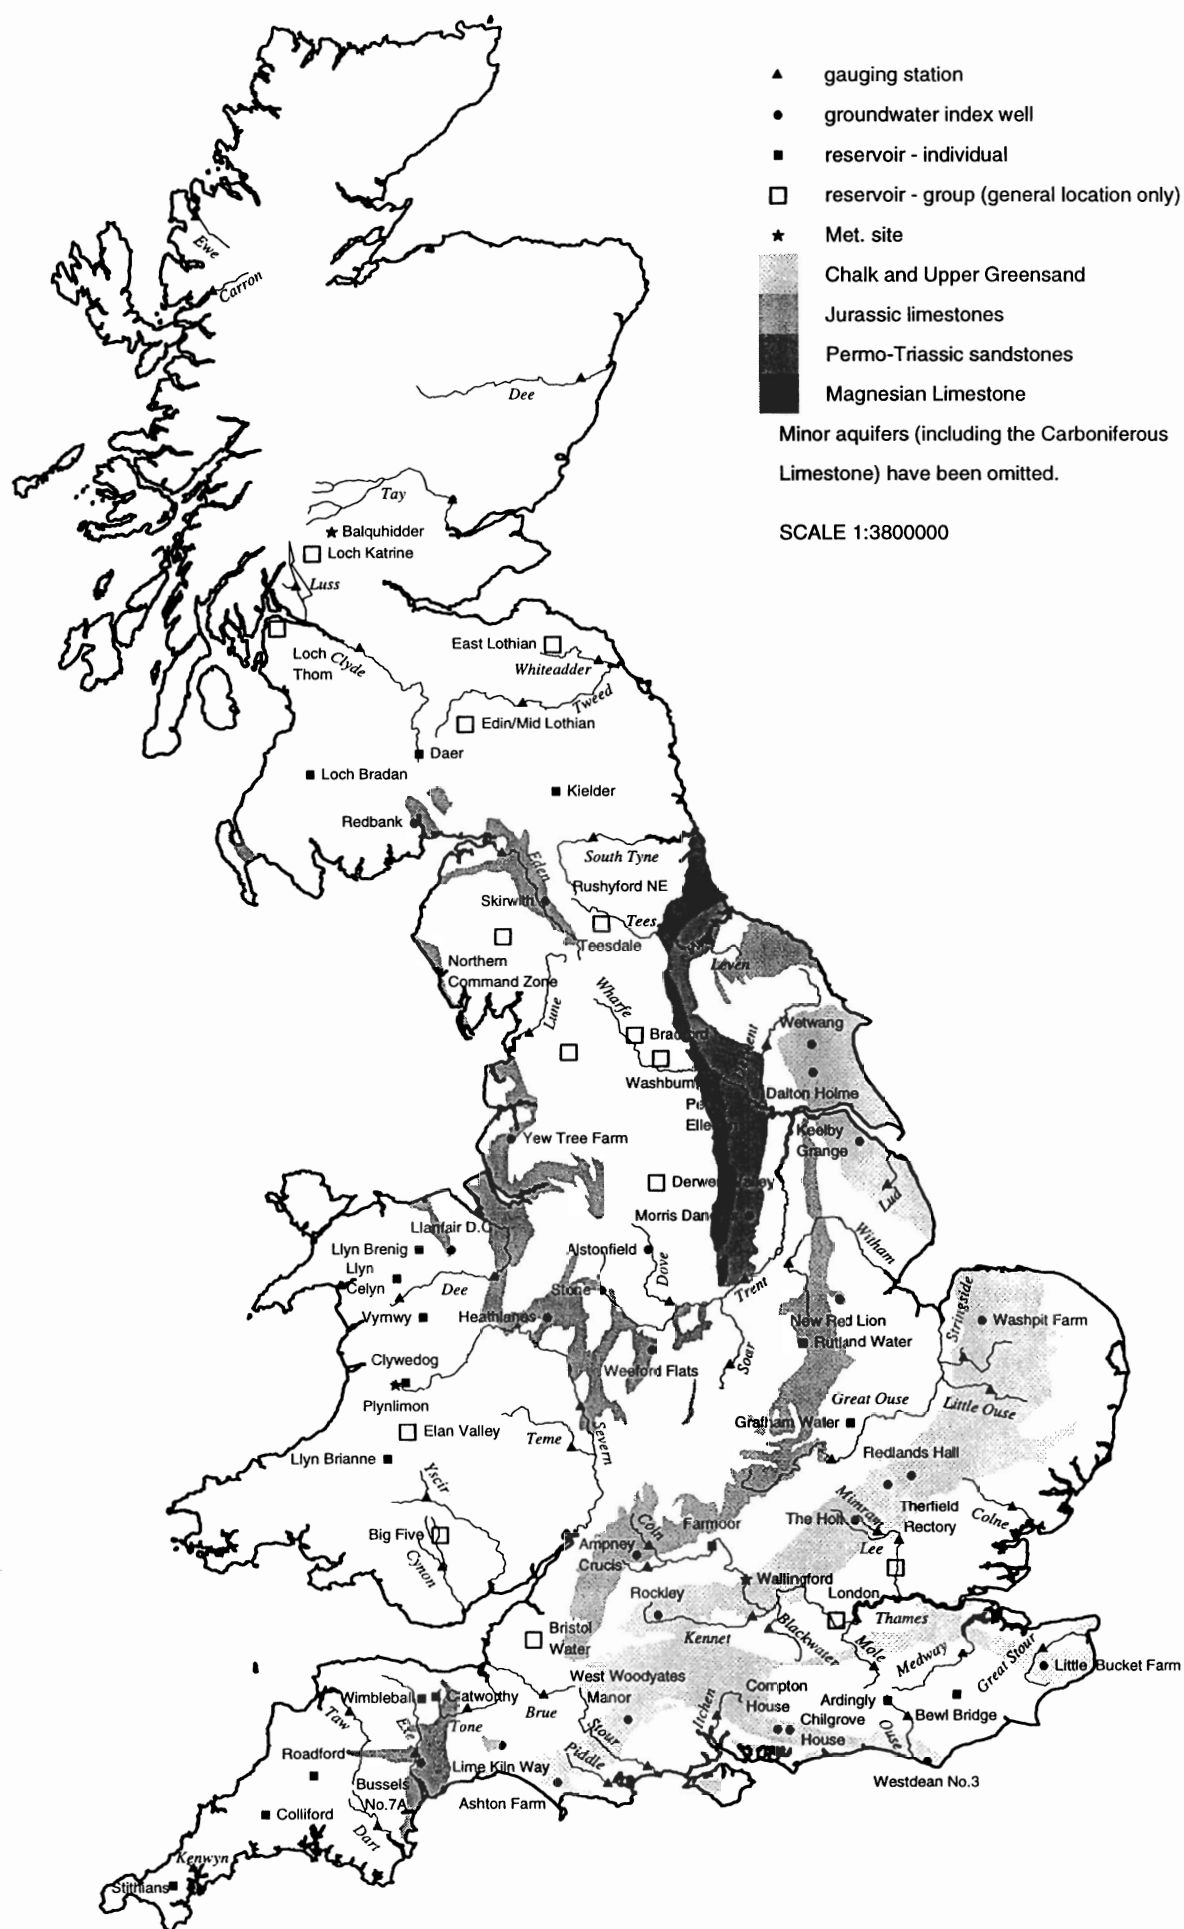 gauging station
groundwater index well
reservoir - individual
reservoir - group (general location only)
Met. site
Chalk and Upper Greensand
Jurassic limestones
Permo-Triassic sandstones
Magnesian Limestone
Minor aquifers (including the Carboniferous
Limestone) have been omitted.
SCALE 1:3800000
Ewe
Carron
Dee
Tay
Balquhidder
Loch Katrine
Luss
East Lothian
Loch
Thom
Clyde
Whiteadder
Tweed
Edin/Mid Lothian
Daer
Loch Bradan
Kielder
Redbank
South Tyne
Eden
Rushyford NE
Skirwith
Tees
Teesdale
Northern
Command Zone
Leven
Lune
Wharfe
Wetwang
Bradford
Washburn
Derwent
Dalton Holme
Keelby
Grange
Yew Tree Farm
Lud
Derwent Valley
Morris Dancers
Witham
Llanfair D.C
Llyn Brenig
Alstonfield
Llyn
Celyn
Dee
Dove
Trent
Stone
Vyrnwy
Heathlanes
New Red Lion
Rutland Water
Stringside
Washpit Farm
Soar
Weeford Flats
Clywedog
Plynlimon
Great Ouse
Little Ouse
Grafham Water
Elan Valley
Teme
Severn
Llyn Brianne
Redlands Hall
Yscir
Mimram
The Holt
Therfield
Rectory
Colne
Big Five
Cynon
Coln
Farmoor
Ampney
Crucis
Lee
Wallingford
London
Rockley
Thames
Kennet
Blackwater
Mole
Medway
Great Stour
Little Bucket Farm
Bristol
Water
West Woodyates
Manor
Compton
House
Ardingly
Bewl Bridge
Chilgrove
House
Itchen
Wimbleball
Clatworthy
Taw
Exe
Tone
Brue
Stour
Piddle
Ouse
Roadford
Lime Kiln Way
Westdean No.3
Bussels
No.7A
Ashton Farm
Colliford
Dart
Kenwyn
Stithians